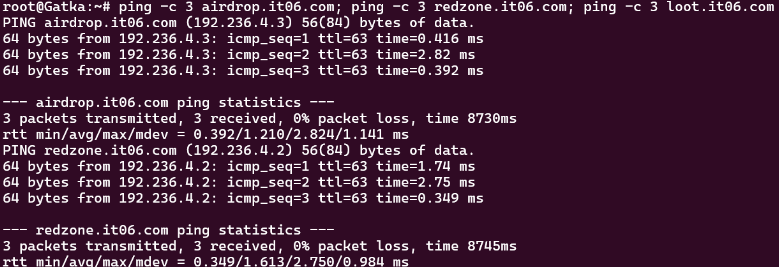 root@Gatka:~# ping -c 3 airdrop.it06.com; ping -c 3 redzone.it06.com; ping -c 3 loot.it06.com
PING airdrop.it06.com (192.236.4.3) 56(84) bytes of data.
64 bytes from 192.236.4.3: icmp_seq=1 ttl=63 time=0.416 ms
64 bytes from 192.236.4.3: icmp_seq=2 ttl=63 time=2.82 ms
64 bytes from 192.236.4.3: icmp_seq=3 ttl=63 time=0.392 ms
--- airdrop.it06.com ping statistics ---
3 packets transmitted, 3 received, 0% packet loss, time 8730ms
rtt min/avg/max/mdev = 0.392/1.210/2.824/1.141 ms
PING redzone.it06.com (192.236.4.2) 56(84) bytes of data.
64 bytes from 192.236.4.2: icmp_seq=1 ttl=63 time=1.74 ms
64 bytes from 192.236.4.2: icmp_seq=2 ttl=63 time=2.75 ms
64 bytes from 192.236.4.2: icmp_seq=3 ttl=63 time=0.349 ms
--- redzone.it06.com ping statistics ---
3 packets transmitted, 3 received, 0% packet loss, time 8745ms
rtt min/avg/max/mdev = 0.349/1.613/2.750/0.984 ms